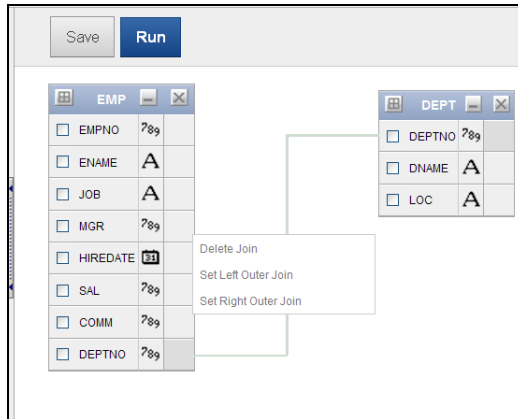 Save Run
EMP
EMPNO 789
ENAME A
JOB A
MGR 789
HIREDATE 31
SAL 789
COMM 789
DEPTNO 789
DEPT
DEPTNO 789
DNAME A
LOC A
Delete Join
Set Left Outer Join
Set Right Outer Join